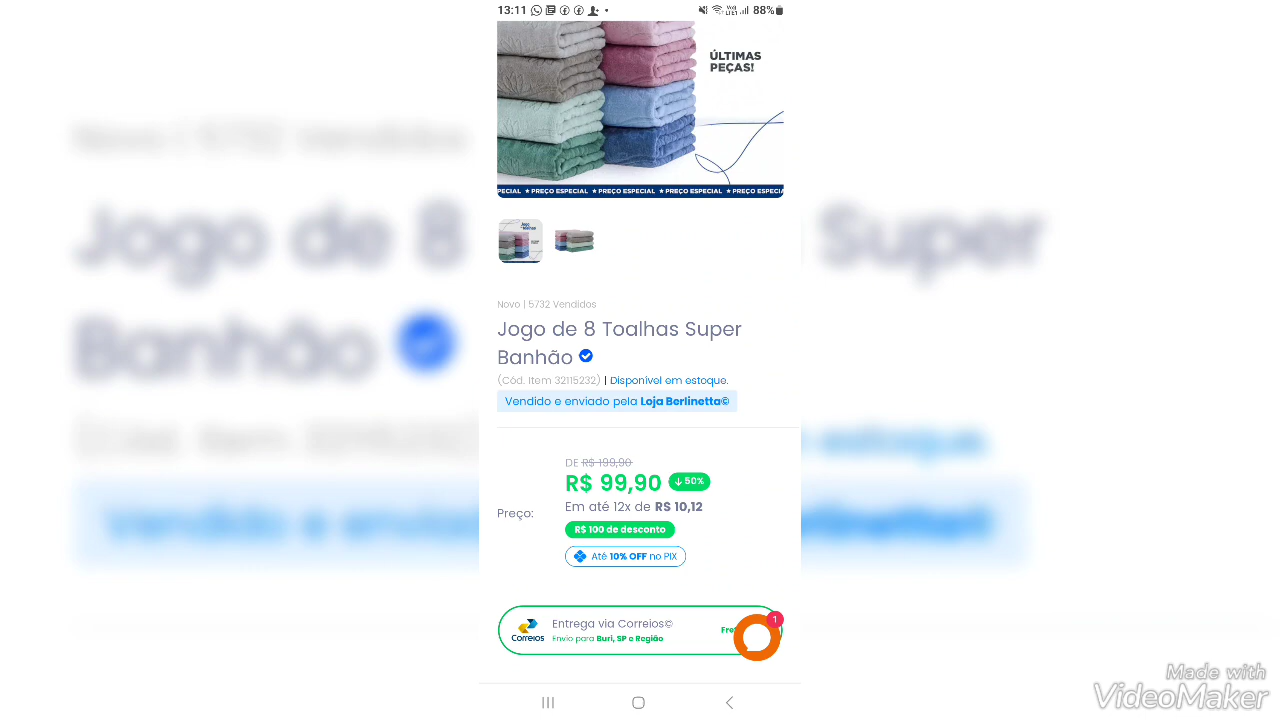 13:11
88%
ÚLTIMAS
PEÇAS!
PECIAL ★ PREÇO ESPECIAL ★ PREÇO ESPECIAL ★ PREÇO ESPECIAL ★ PREÇO ESPECIA
Novo | 5732 Vendidos
Jogo de 8 Toalhas Super
Banhão
(Cód. Item 32115232) | Disponível em estoque.
Vendido e enviado pela Loja Berlinetta©
DE R$ 199,90
R$ 99,90 ↓ 50%
Em até 12x de R$ 10,12
Preço:
R$ 100 de desconto
Até 10% OFF no PIX
Entrega via Correios©
Correios
Envio para Buri, SP e Região
Fre
1
Made with
VideoMaker